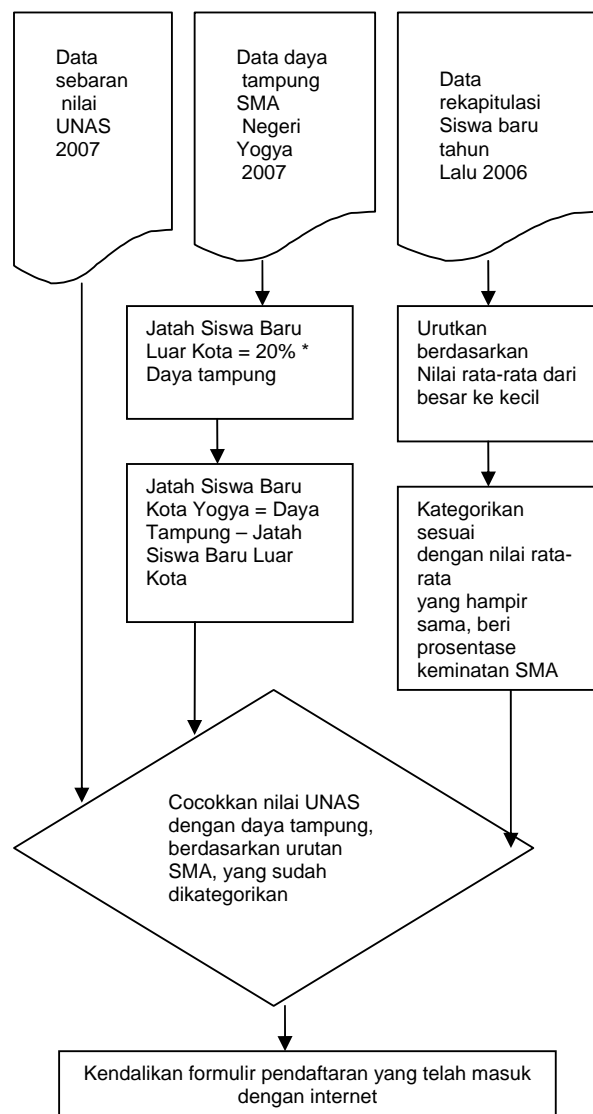 Data
sebaran
nilai
UNAS
2007
Data daya
tampung
SMA
Negeri
Yogya
2007
Data
rekapitulasi
Siswa baru
tahun
Lalu 2006
Jatah Siswa Baru
Luar Kota = 20% *
Daya tampung
Urutkan
berdasarkan
Nilai rata-rata dari
besar ke kecil
Jatah Siswa Baru
Kota Yogya = Daya
Tampung – Jatah
Siswa Baru Luar
Kota
Kategorikan
sesuai
dengan nilai rata-
rata
yang hampir
sama, beri
prosentase
keminatan SMA
Cocokkan nilai UNAS
dengan daya tampung,
berdasarkan urutan
SMA, yang sudah
dikategorikan
Kendalikan formulir pendaftaran yang telah masuk
dengan internet